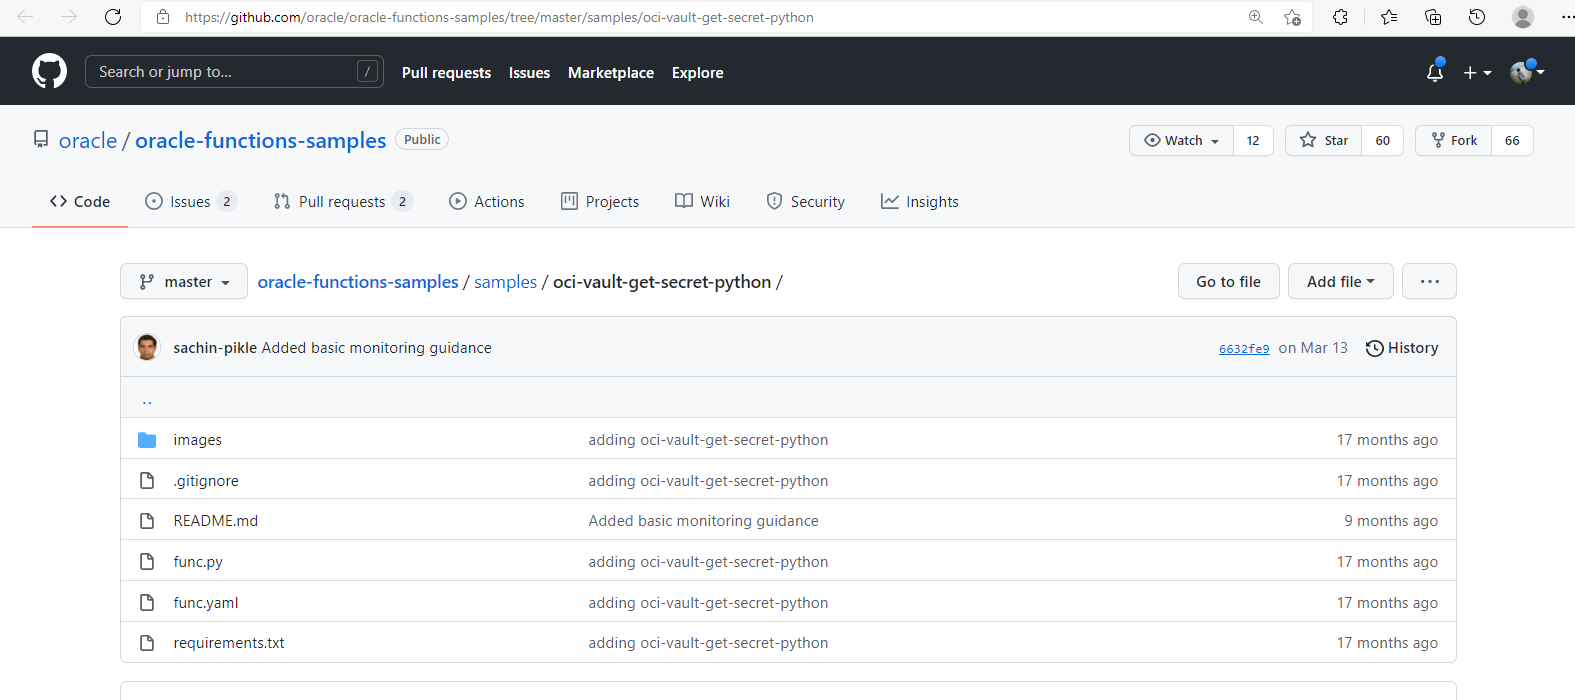 https://github.com/oracle/oracle-functions-samples/tree/master/samples/oci-vault-get-secret-python
Search or jump to... / Pull requests Issues Marketplace Explore
oracle / oracle-functions-samples Public Watch 12 Star 60 Fork 66
Code Issues 2 Pull requests 2 Actions Projects Wiki Security Insights
master oracle-functions-samples / samples / oci-vault-get-secret-python / Go to file Add file ...
sachin-pikle Added basic monitoring guidance 6632fe9 on Mar 13 History
..
images adding oci-vault-get-secret-python 17 months ago
.gitignore adding oci-vault-get-secret-python 17 months ago
README.md Added basic monitoring guidance 9 months ago
func.py adding oci-vault-get-secret-python 17 months ago
func.yaml adding oci-vault-get-secret-python 17 months ago
requirements.txt adding oci-vault-get-secret-python 17 months ago